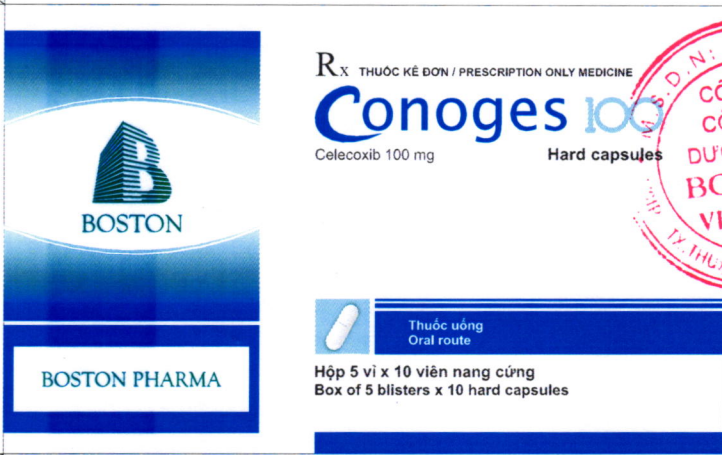 BOSTON
BOSTON PHARMA
Rx THUỐC KÊ ĐƠN / PRESCRIPTION ONLY MEDICINE
Conoges 100
Celecoxib 100 mg
Hard capsules
Thuốc uống
Oral route
Hộp 5 vỉ x 10 viên nang cứng
Box of 5 blisters x 10 hard capsules
M.S.D.N: